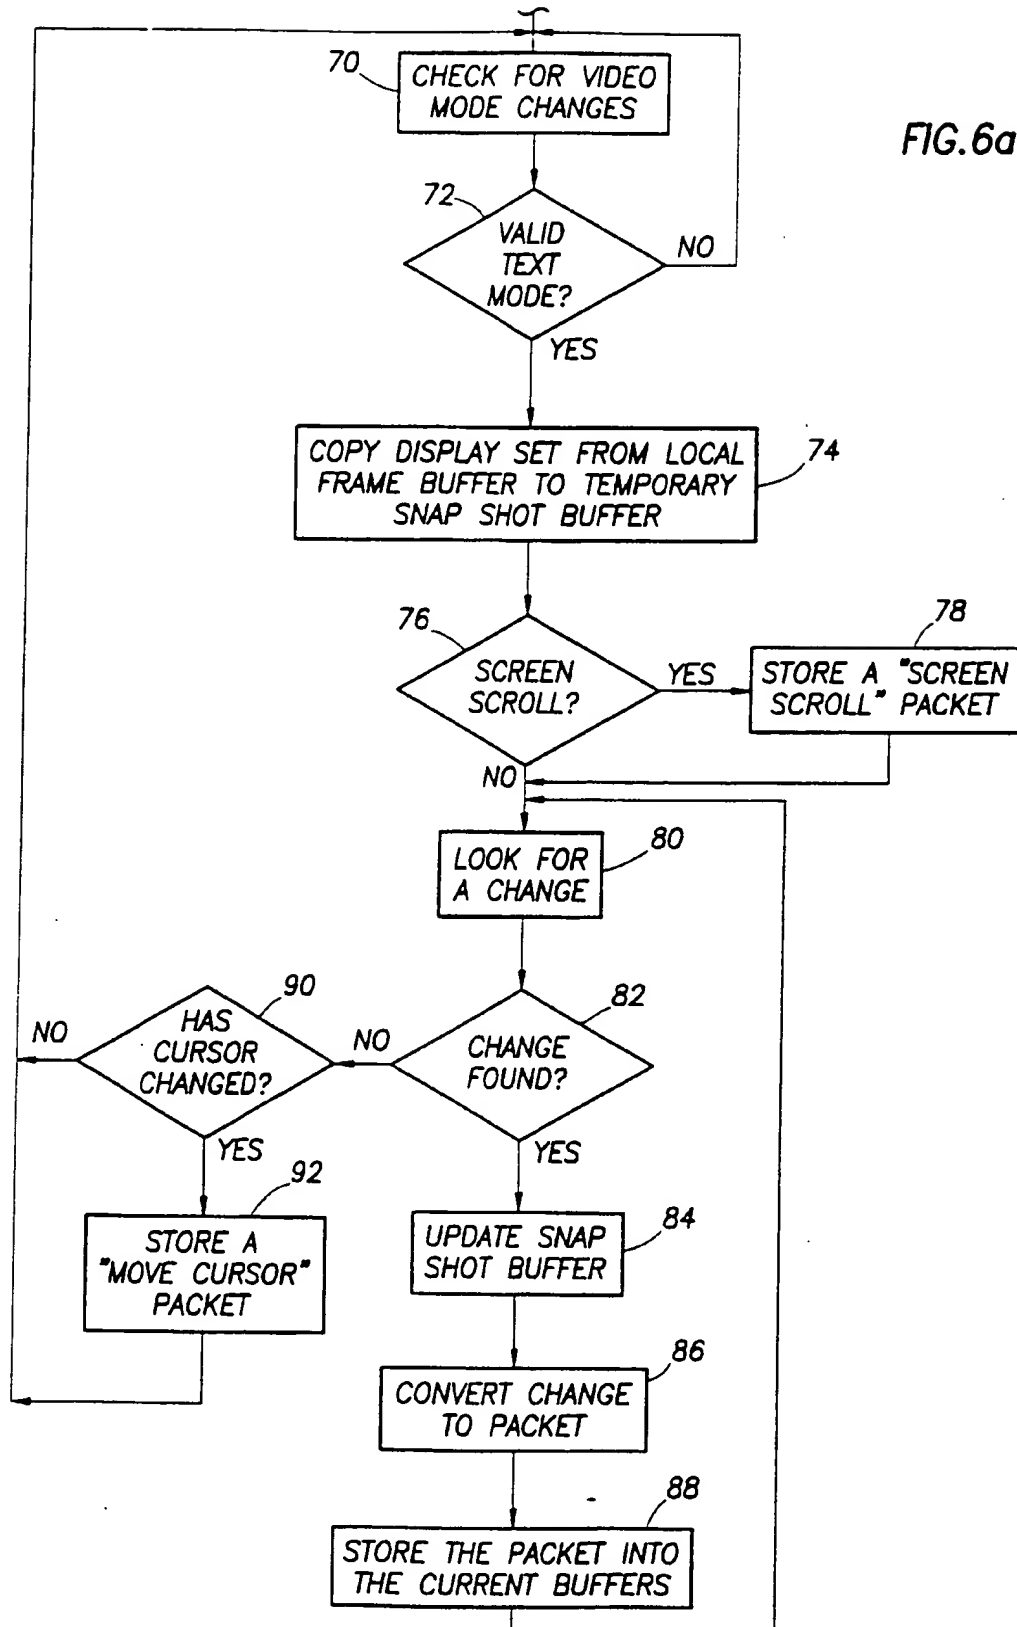 70
CHECK FOR VIDEO
MODE CHANGES
FIG.6a
72
VALID
TEXT
MODE?
NO
YES
COPY DISPLAY SET FROM LOCAL
FRAME BUFFER TO TEMPORARY
SNAP SHOT BUFFER
74
76
SCREEN
SCROLL?
YES
78
STORE A "SCREEN
SCROLL" PACKET
NO
LOOK FOR
A CHANGE
80
90
HAS
CURSOR
CHANGED?
NO
NO
82
CHANGE
FOUND?
YES
YES
92
STORE A
"MOVE CURSOR"
PACKET
UPDATE SNAP
SHOT BUFFER
84
CONVERT CHANGE
TO PACKET
86
88
STORE THE PACKET INTO
THE CURRENT BUFFERS